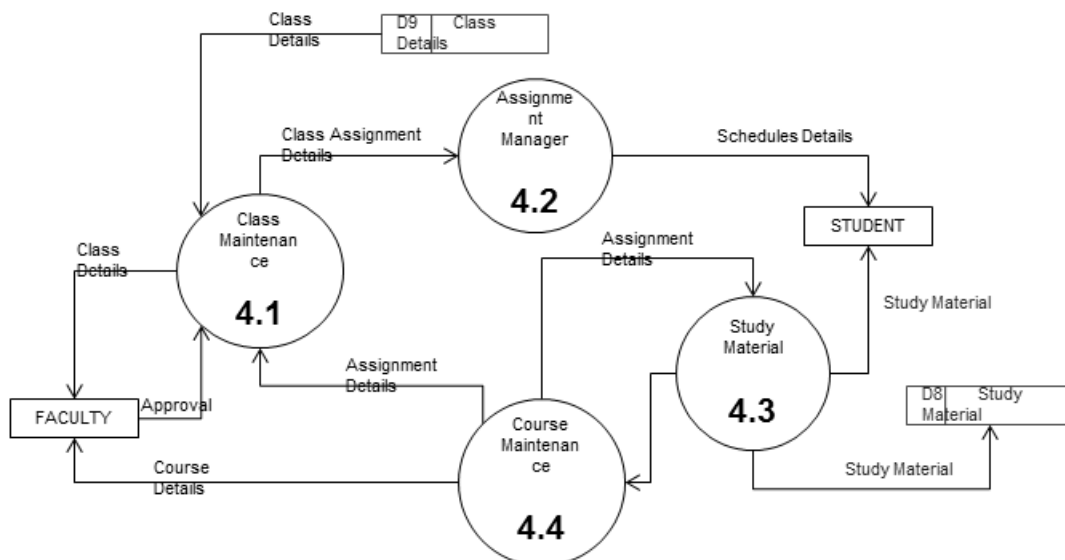 Class
Details
D9 Class
Details
Assignme
nt
Manager
4.2
Class Assignment
Details
Schedules Details
STUDENT
Class
Maintenan
ce
4.1
Class
Details
Assignment
Details
Study Material
Study
Material
4.3
Assignment
Details
D8 Study
Material
FACULTY
Approval
Course
Maintenan
ce
4.4
Course
Details
Study Material